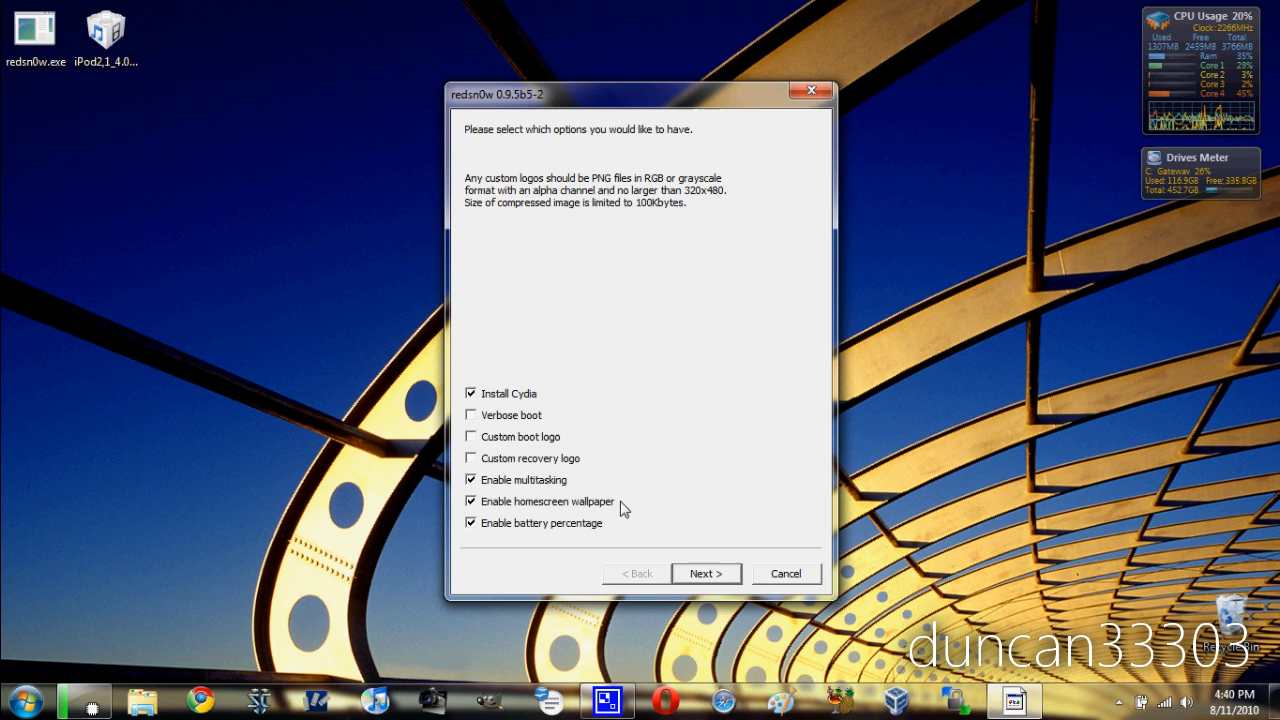 redsn0w.exe
iPod2,1_4.0...
redsn0w 0.9.5b5-2
Please select which options you would like to have.
Any custom logos should be PNG files in RGB or grayscale
format with an alpha channel and no larger than 320x480.
Size of compressed image is limited to 100Kbytes.
Install Cydia
Verbose boot
Custom boot logo
Custom recovery logo
Enable multitasking
Enable homescreen wallpaper
Enable battery percentage
< Back Next > Cancel
CPU Usage 20%
Clock: 2266MHz
Used Free Total
1307MB 2459MB 3766MB
Ram 35%
Core 1 29%
Core 2 3%
Core 3 2%
Core 4 45%
Drives Meter
C: Gateway 26%
Used: 116.9GB Free: 335.8GB
Total: 452.7GB
duncan33303
Recycle Bin
4:40 PM
8/11/2010